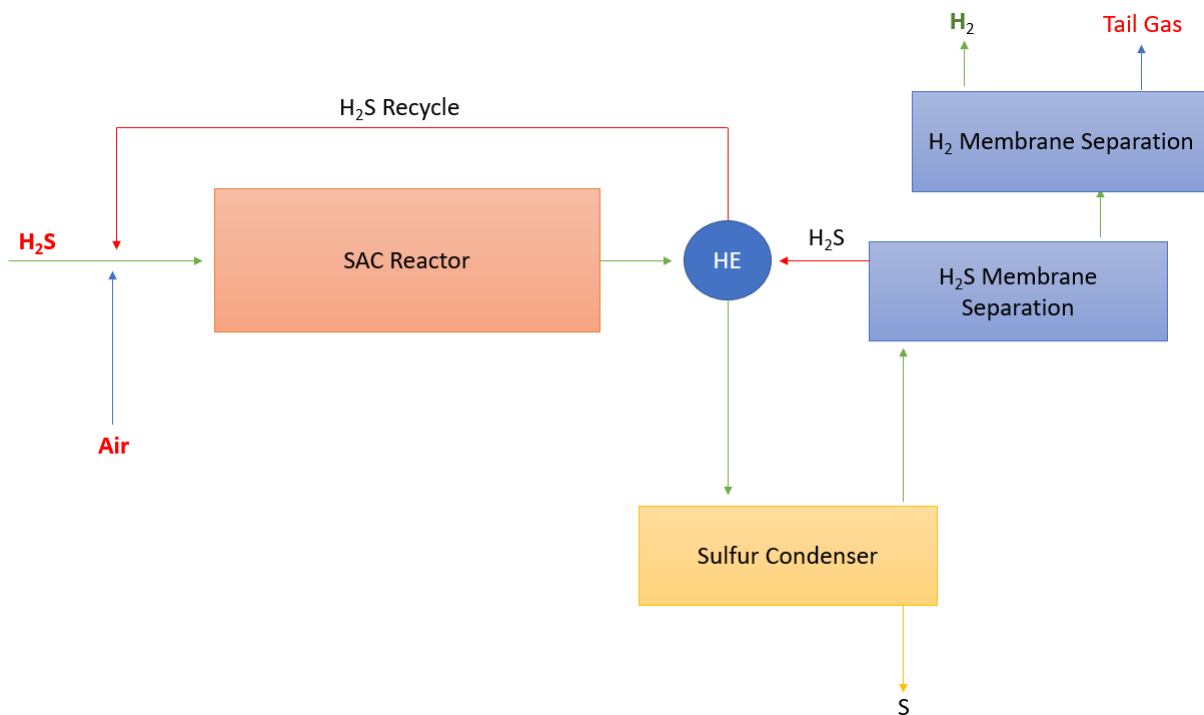 H₂
Tail Gas
H₂S Recycle
H₂ Membrane Separation
H₂S
SAC Reactor
HE
H₂S
H₂S Membrane
Separation
Air
Sulfur Condenser
S